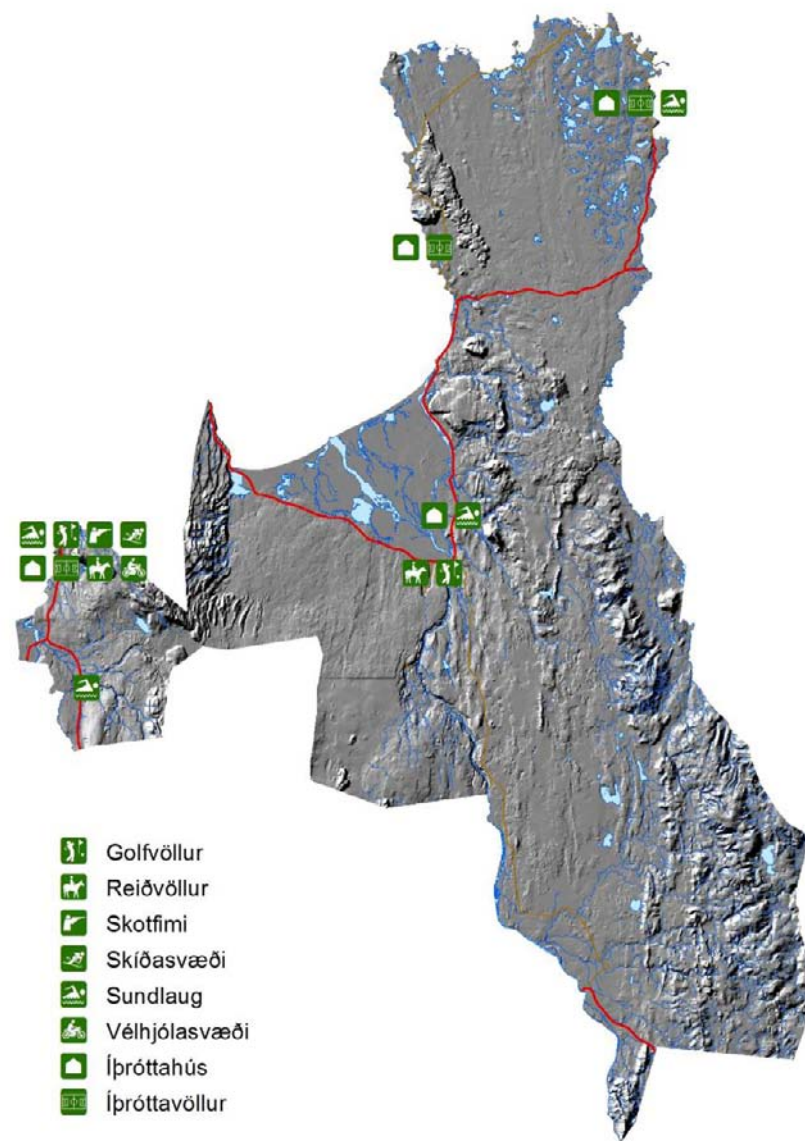 Golfvöllur
Reiðvöllur
Skotfimi
Skíðasvæði
Sundlaug
Vélhjólasvæði
Íþróttahús
Íþróttavöllur